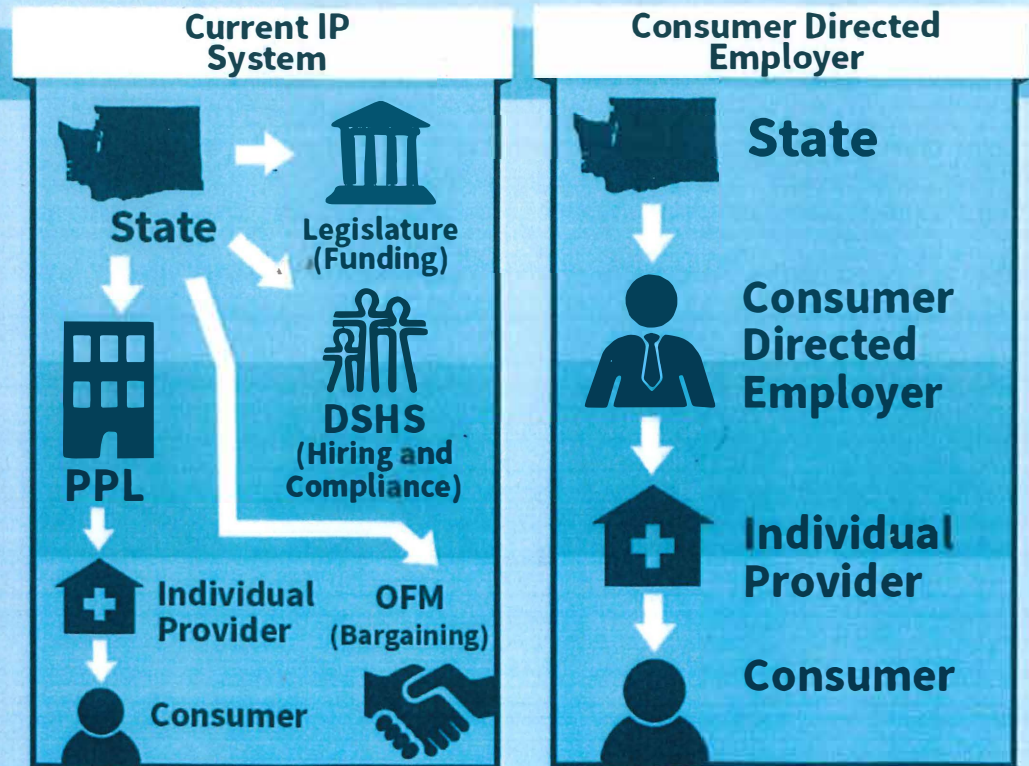 Current IP
System
State
Legislature
(Funding)
DSHS
(Hiring and
Compliance)
PPL
Individual
Provider
OFM
(Bargaining)
Consumer
Consumer Directed
Employer
State
Consumer
Directed
Employer
Individual
Provider
Consumer